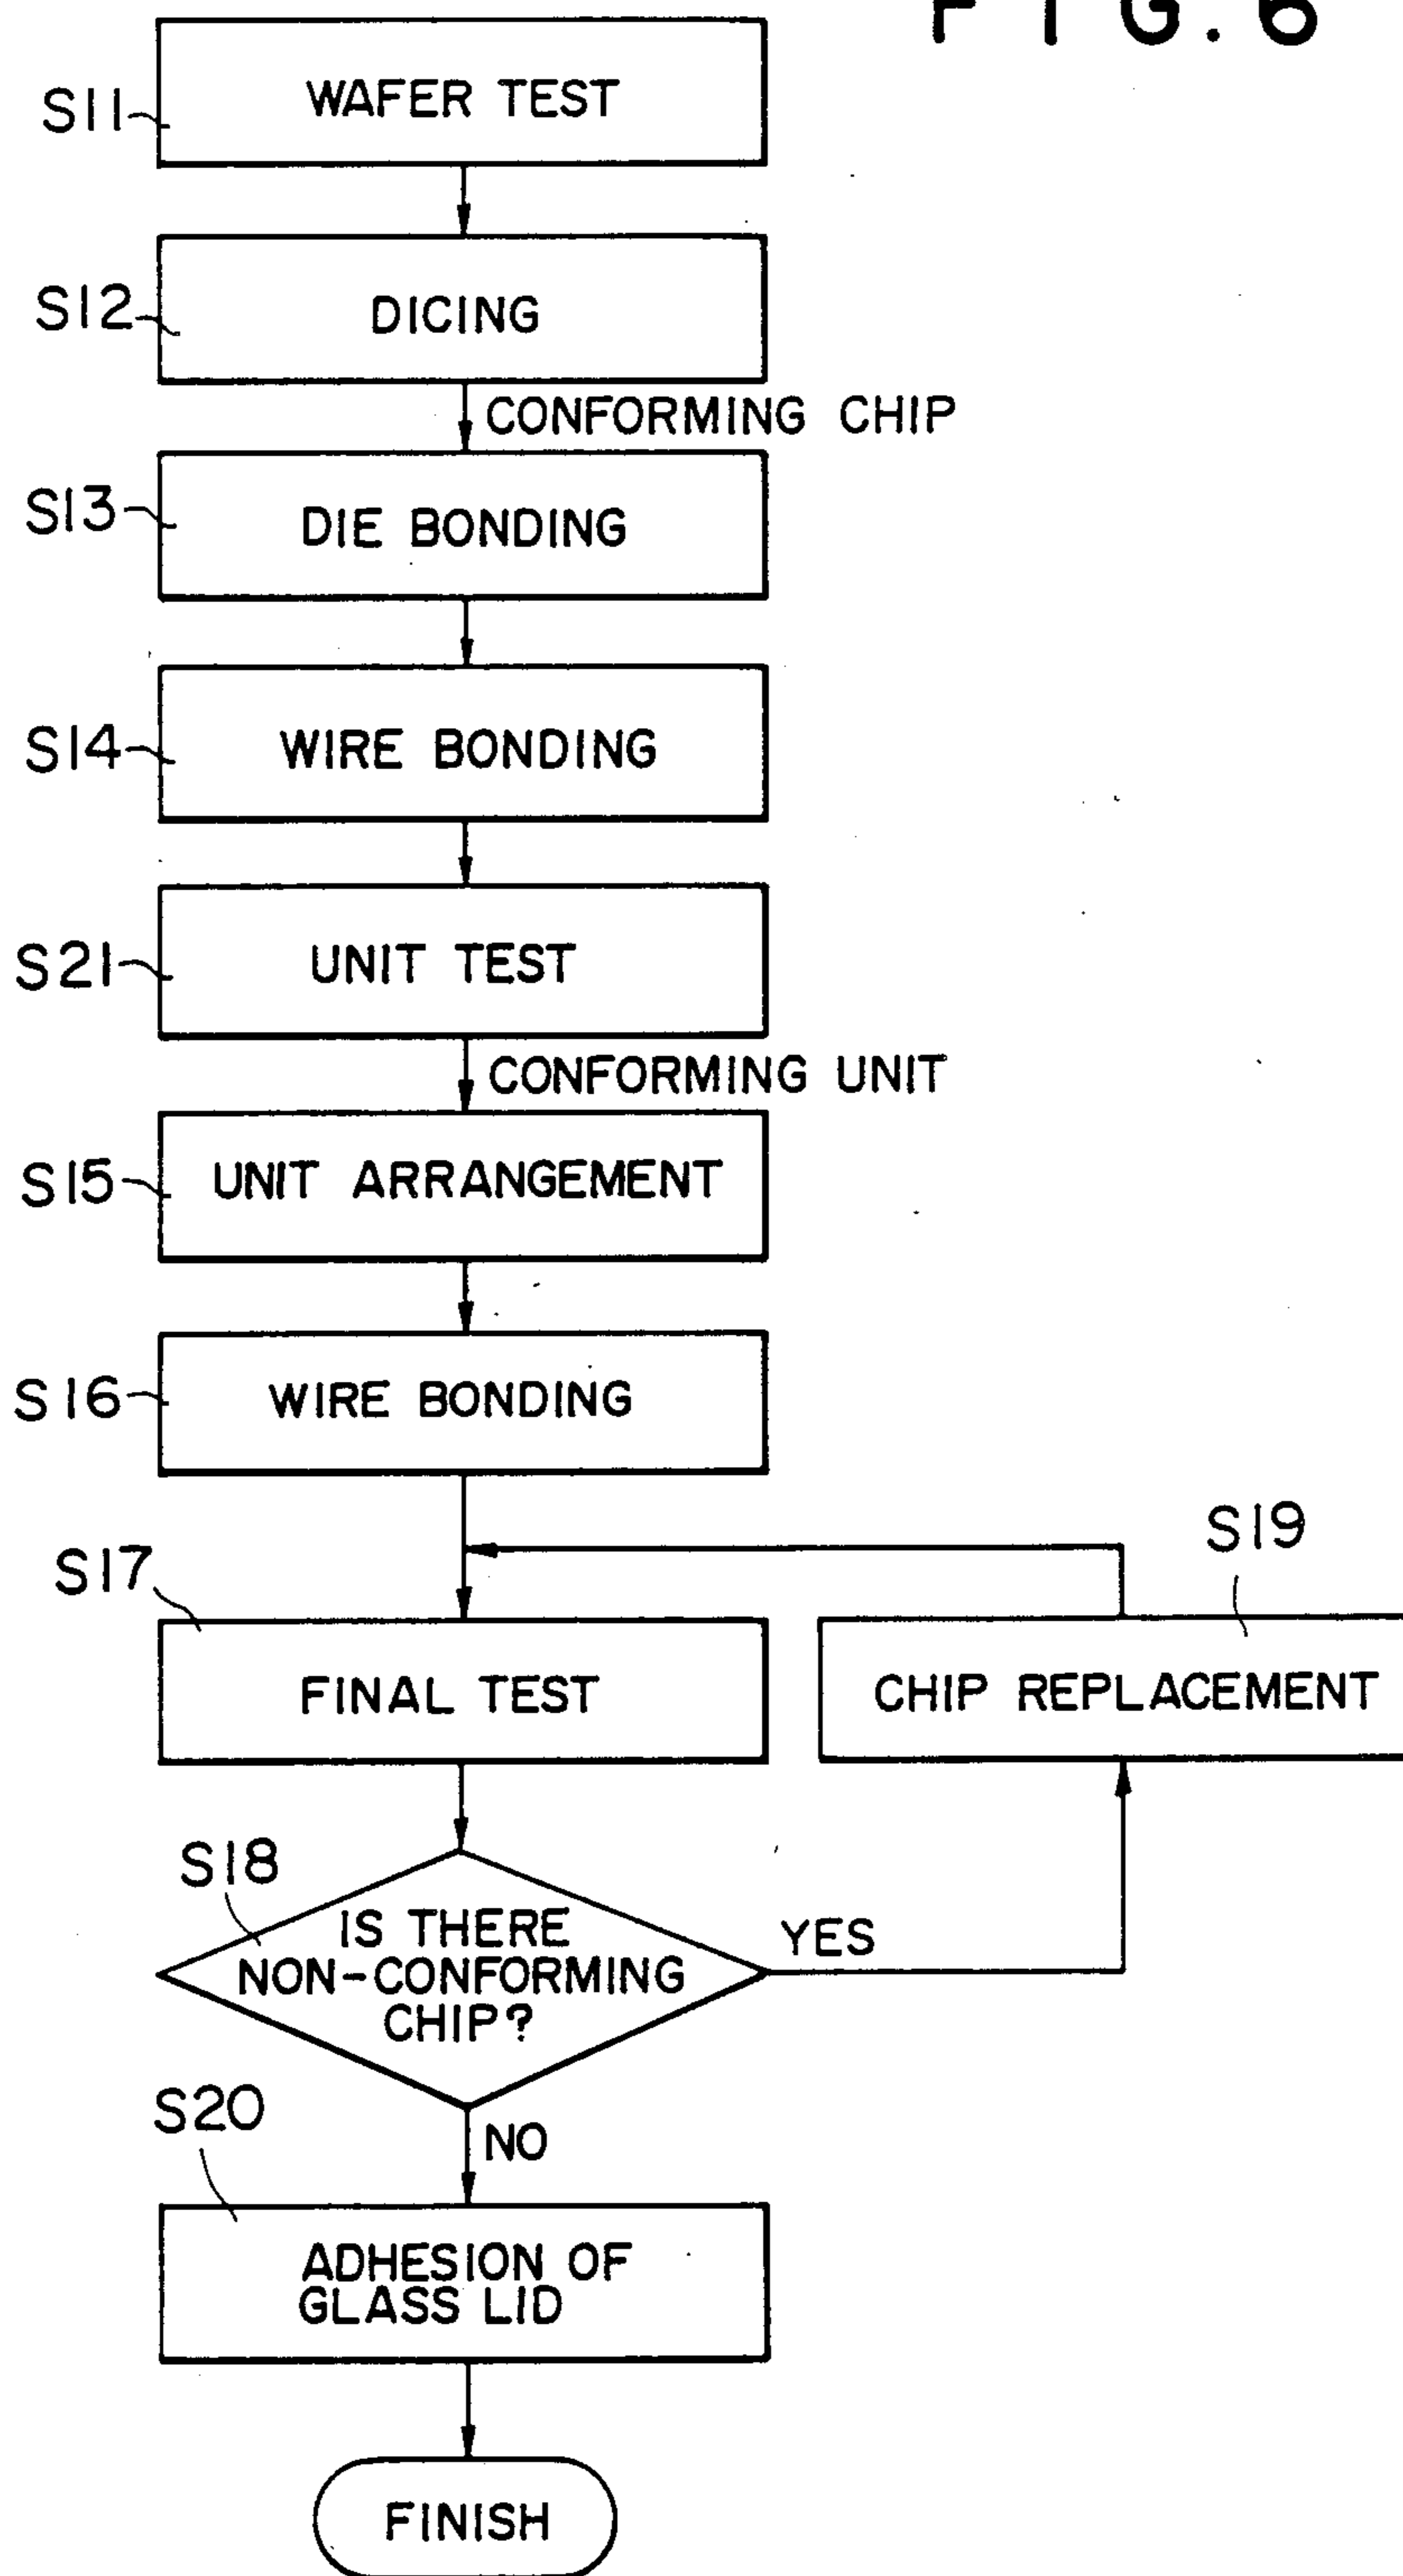 FIG.6
S11
WAFER TEST
S12
DICING
CONFORMING CHIP
S13
DIE BONDING
S14
WIRE BONDING
S21
UNIT TEST
CONFORMING UNIT
S15
UNIT ARRANGEMENT
S16
WIRE BONDING
S19
S17
FINAL TEST
CHIP REPLACEMENT
S18
IS THERE
NON-CONFORMING
CHIP?
YES
S20
NO
ADHESION OF
GLASS LID
FINISH